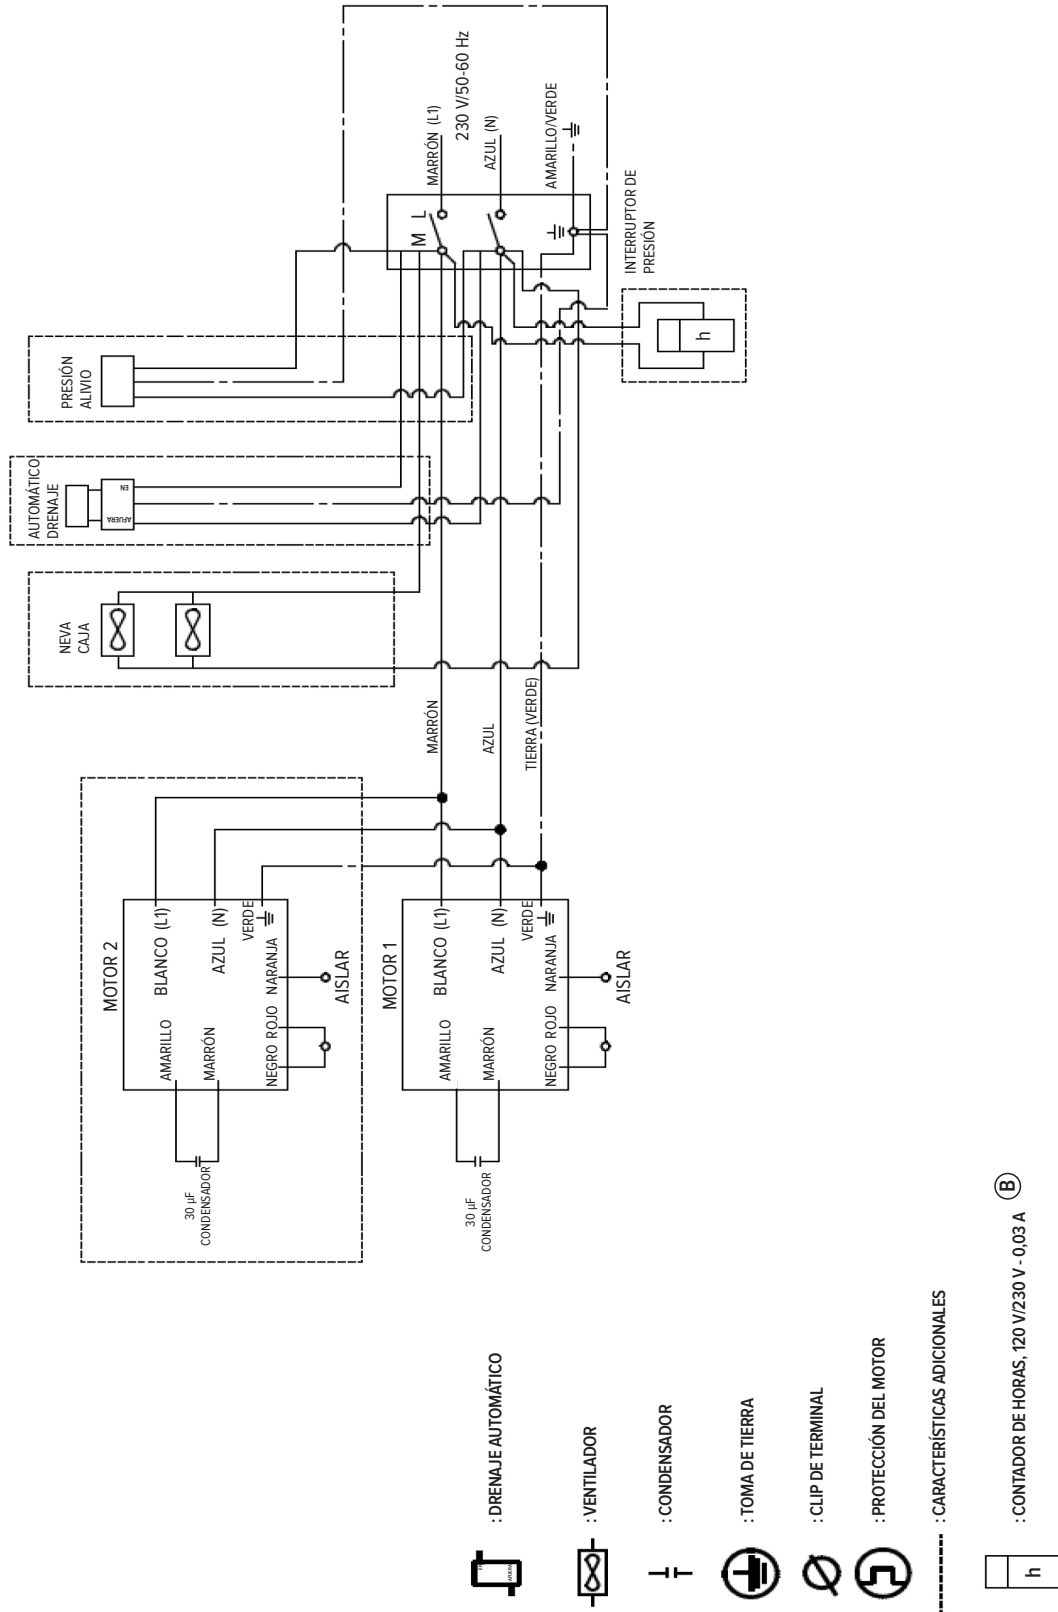 PRESIÓN
ALIVIO
AUTOMÁTICO
DRENAJE
EN
AFUERA
NEVA
CAJA
MARRÓN (L1)
230 V/50-60 Hz
AZUL (N)
AMARILLO/VERDE
M L
INTERRUPTOR DE
PRESIÓN
h
MARRÓN
AZUL
TIERRA (VERDE)
MOTOR 2
BLANCO (L1)
AZUL (N)
VERDE
AMARILLO
MARRÓN
NEGRO ROJO NARANJA
AISLAR
30 µF
CONDENSADOR
MOTOR 1
BLANCO (L1)
AZUL (N)
VERDE
AMARILLO
MARRÓN
NEGRO ROJO NARANJA
AISLAR
30 µF
CONDENSADOR
AFUERA
: DRENAJE AUTOMÁTICO
: VENTILADOR
: CONDENSADOR
: TOMA DE TIERRA
: CLIP DE TERMINAL
: PROTECCIÓN DEL MOTOR
: CARACTERÍSTICAS ADICIONALES
h
: CONTADOR DE HORAS, 120 V/230 V - 0,03 A
B